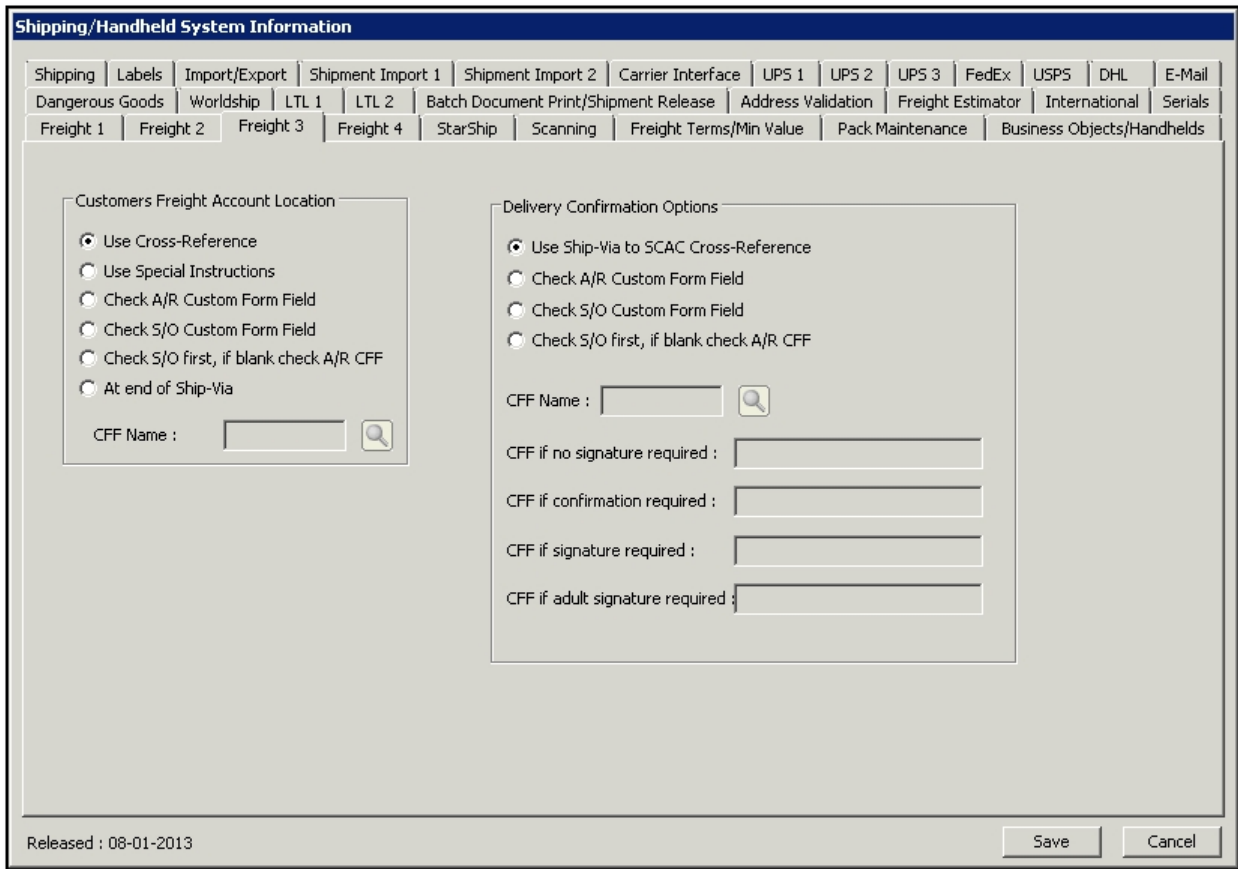 Shipping/Handheld System Information
Shipping Labels Import/Export Shipment Import 1 Shipment Import 2 Carrier Interface UPS 1 UPS 2 UPS 3 FedEx USPS DHL E-Mail
Dangerous Goods Worldship LTL 1 LTL 2 Batch Document Print/Shipment Release Address Validation Freight Estimator International Serials
Freight 1 Freight 2 Freight 3 Freight 4 StarShip Scanning Freight Terms/Min Value Pack Maintenance Business Objects/Handhelds
Customers Freight Account Location
Use Cross-Reference
Use Special Instructions
Check A/R Custom Form Field
Check S/O Custom Form Field
Check S/O first, if blank check A/R CFF
At end of Ship-Via
CFF Name :
Delivery Confirmation Options
Use Ship-Via to SCAC Cross-Reference
Check A/R Custom Form Field
Check S/O Custom Form Field
Check S/O first, if blank check A/R CFF
CFF Name :
CFF if no signature required :
CFF if confirmation required :
CFF if signature required :
CFF if adult signature required :
Released : 08-01-2013
Save Cancel